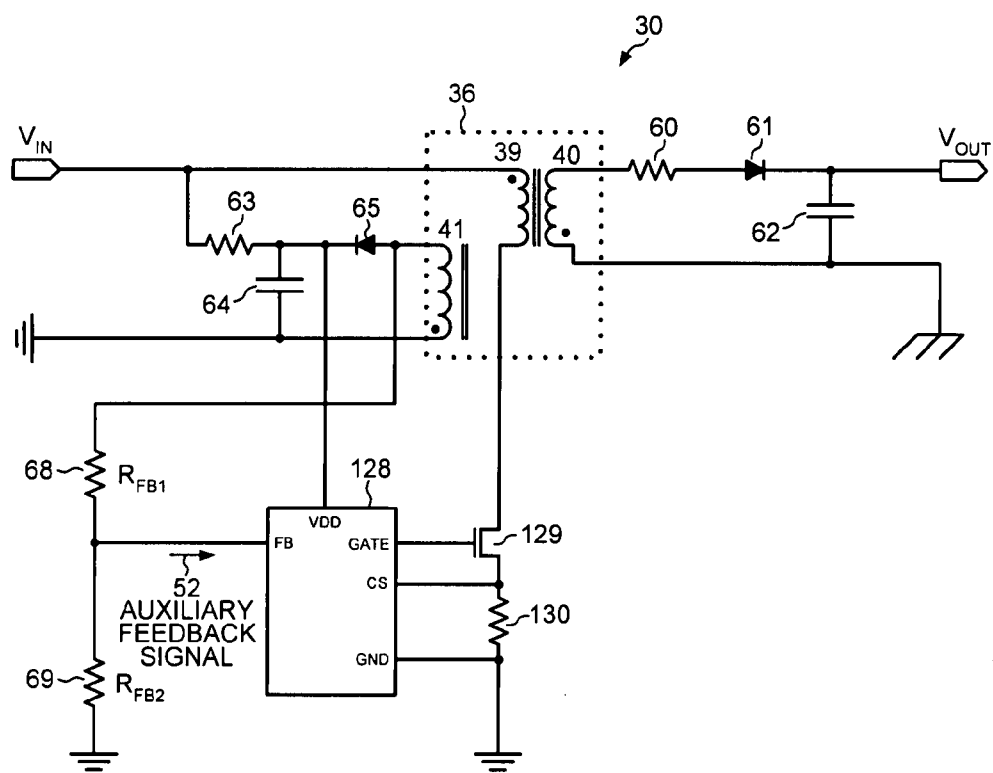 30
36
V_IN
39
40
60
61
V_OUT
63
65
41
62
64
68
R_FB1
128
VDD
FB
GATE
129
52
CS
AUXILIARY
FEEDBACK
SIGNAL
130
GND
69
R_FB2